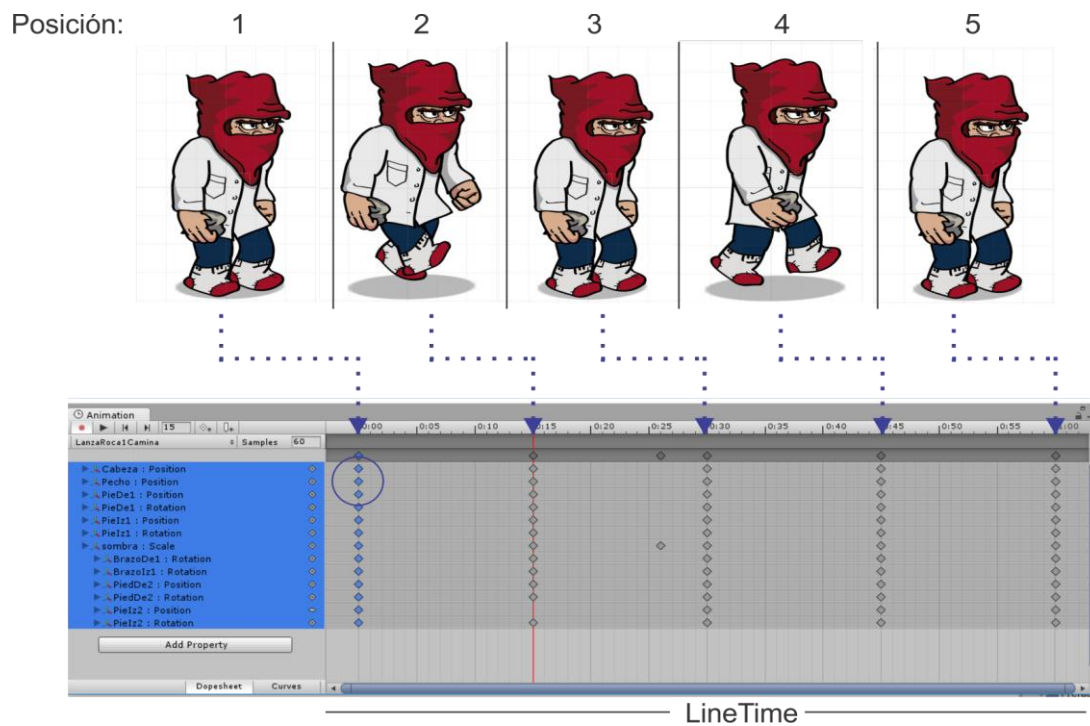 Posición: 1 2 3 4 5
Animation
15
0:00 0:05 0:10 0:15 0:20 0:25 0:30 0:35 0:40 0:45 0:50 0:55 1:00
LanzaRoca1Camina Samples 60
Cabeza : Position
Pecho : Position
PieDe1 : Position
PieDe1 : Rotation
PieIz1 : Position
PieIz1 : Rotation
sombra : Scale
BrazoDe1 : Rotation
BrazoIz1 : Rotation
PiedDe2 : Position
PiedDe2 : Rotation
PieIz2 : Position
PieIz2 : Rotation
Add Property
Dopesheet Curves
LineTime